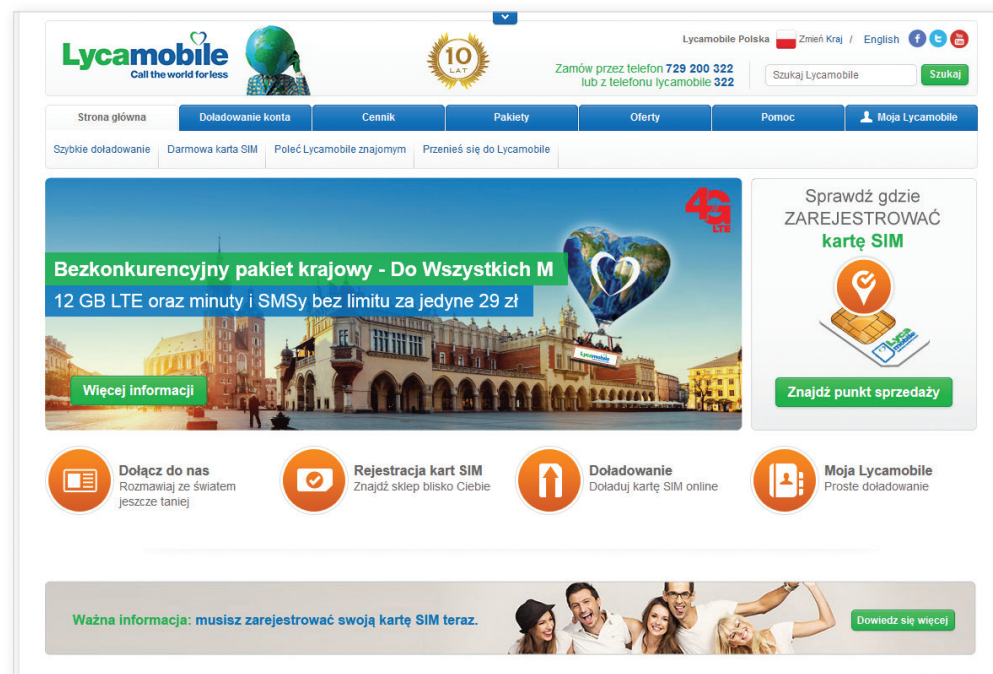 Lycamobile
Call the world for less
10
LAT
Lycamobile Polska Zmień Kraj / English
Zamów przez telefon 729 200 322
lub z telefonu lycamobile 322
Szukaj Lycamobile
Szukaj
Strona główna Doładowanie konta Cennik Pakiety Oferty Pomoc Moja Lycamobile
Szybkie doładowanie Darmowa karta SIM Poleć Lycamobile znajomym Przenieś się do Lycamobile
4G
LTE
Bezkonkurencyjny pakiet krajowy - Do Wszystkich M
12 GB LTE oraz minuty i SMSy bez limitu za jedyne 29 zł
Lycamobile
Więcej informacji
Sprawdź gdzie
ZAREJESTROWAĆ
kartę SIM
Lyca
mobile
Znajdź punkt sprzedaży
Dołącz do nas
Rozmawiaj ze światem
jeszcze taniej
Rejestracja kart SIM
Znajdź sklep blisko Ciebie
Doładowanie
Doładuj kartę SIM online
Moja Lycamobile
Proste doładowanie
Ważna informacja: musisz zarejestrować swoją kartę SIM teraz.
Dowiedz się więcej